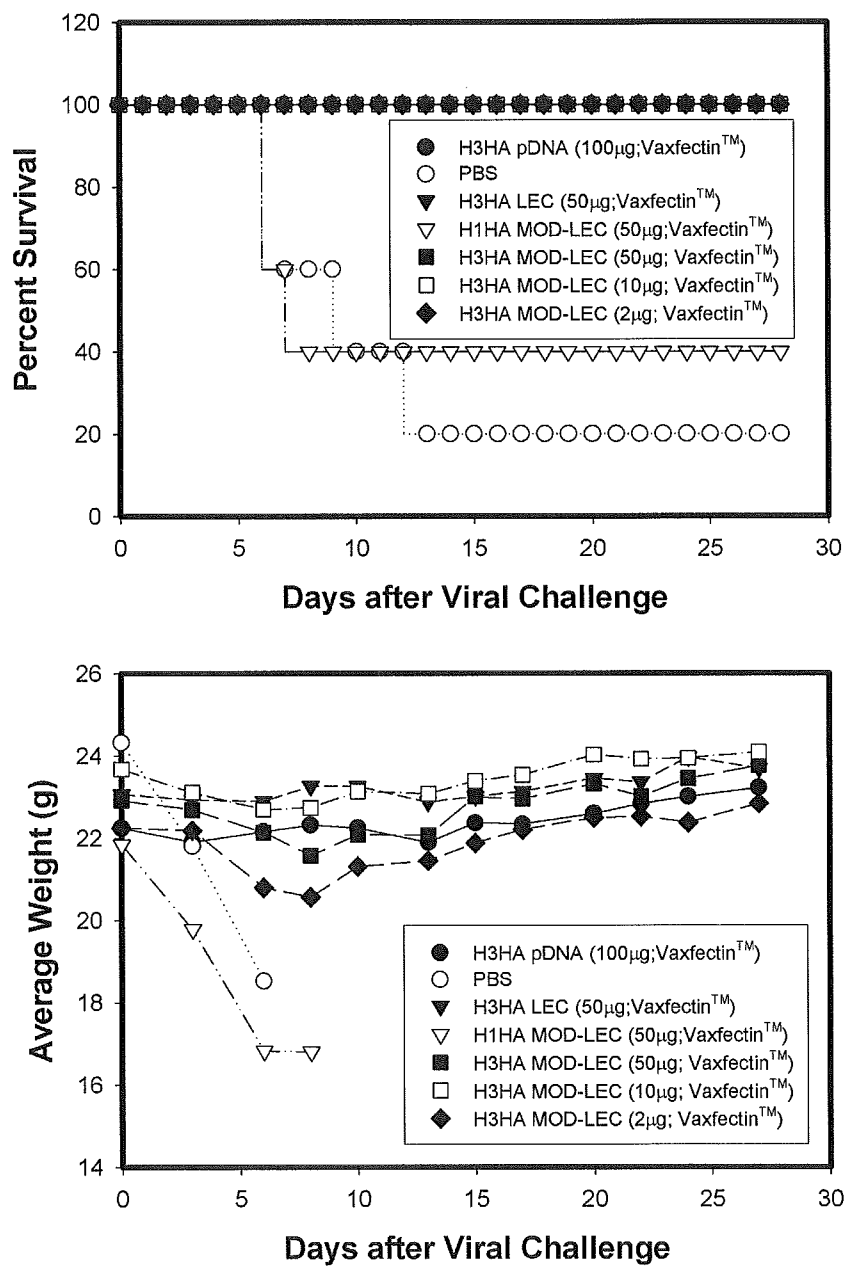 120
100
80
60
40
20
0
Percent Survival
H3HA pDNA (100μg;Vaxfectin™)
PBS
H3HA LEC (50μg;Vaxfectin™)
H1HA MOD-LEC (50μg;Vaxfectin™)
H3HA MOD-LEC (50μg; Vaxfectin™)
H3HA MOD-LEC (10μg; Vaxfectin™)
H3HA MOD-LEC (2μg; Vaxfectin™)
0 5 10 15 20 25 30
Days after Viral Challenge
26
24
22
20
18
16
14
Average Weight (g)
H3HA pDNA (100μg;Vaxfectin™)
PBS
H3HA LEC (50μg;Vaxfectin™)
H1HA MOD-LEC (50μg;Vaxfectin™)
H3HA MOD-LEC (50μg; Vaxfectin™)
H3HA MOD-LEC (10μg; Vaxfectin™)
H3HA MOD-LEC (2μg; Vaxfectin™)
0 5 10 15 20 25 30
Days after Viral Challenge